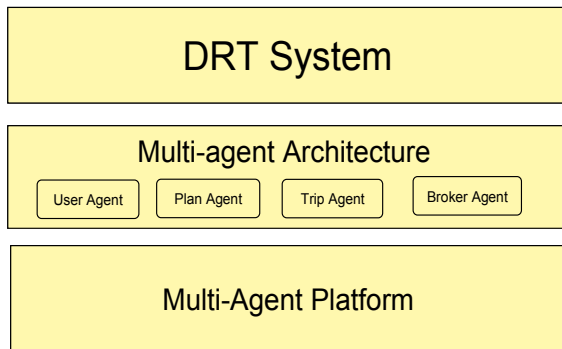 DRT System
Multi-agent Architecture
User Agent Plan Agent Trip Agent Broker Agent
Multi-Agent Platform